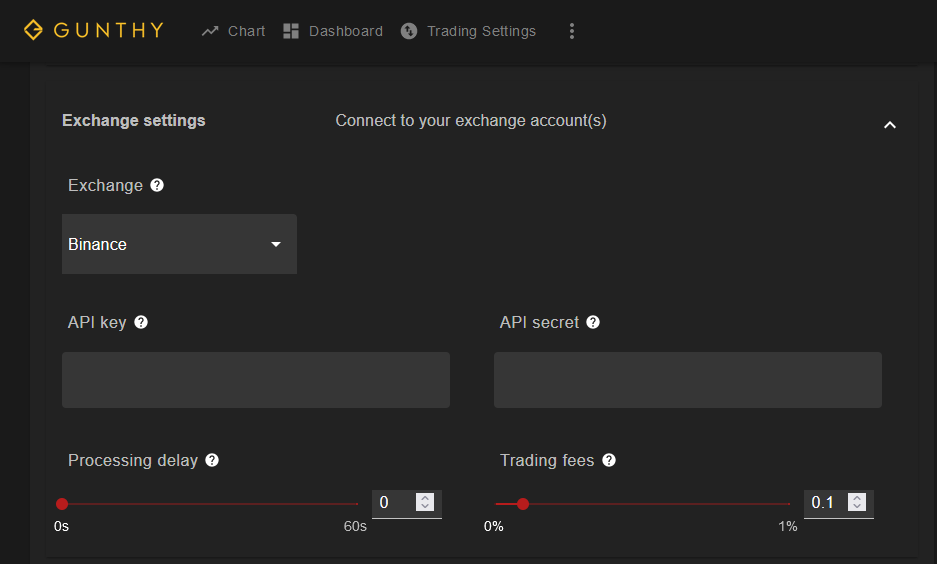 GUNTHY Chart Dashboard Trading Settings
Exchange settings Connect to your exchange account(s)
Exchange ?
Binance
API key ? API secret ?
Processing delay ? Trading fees ?
0 0.1
0s 60s 0% 1%